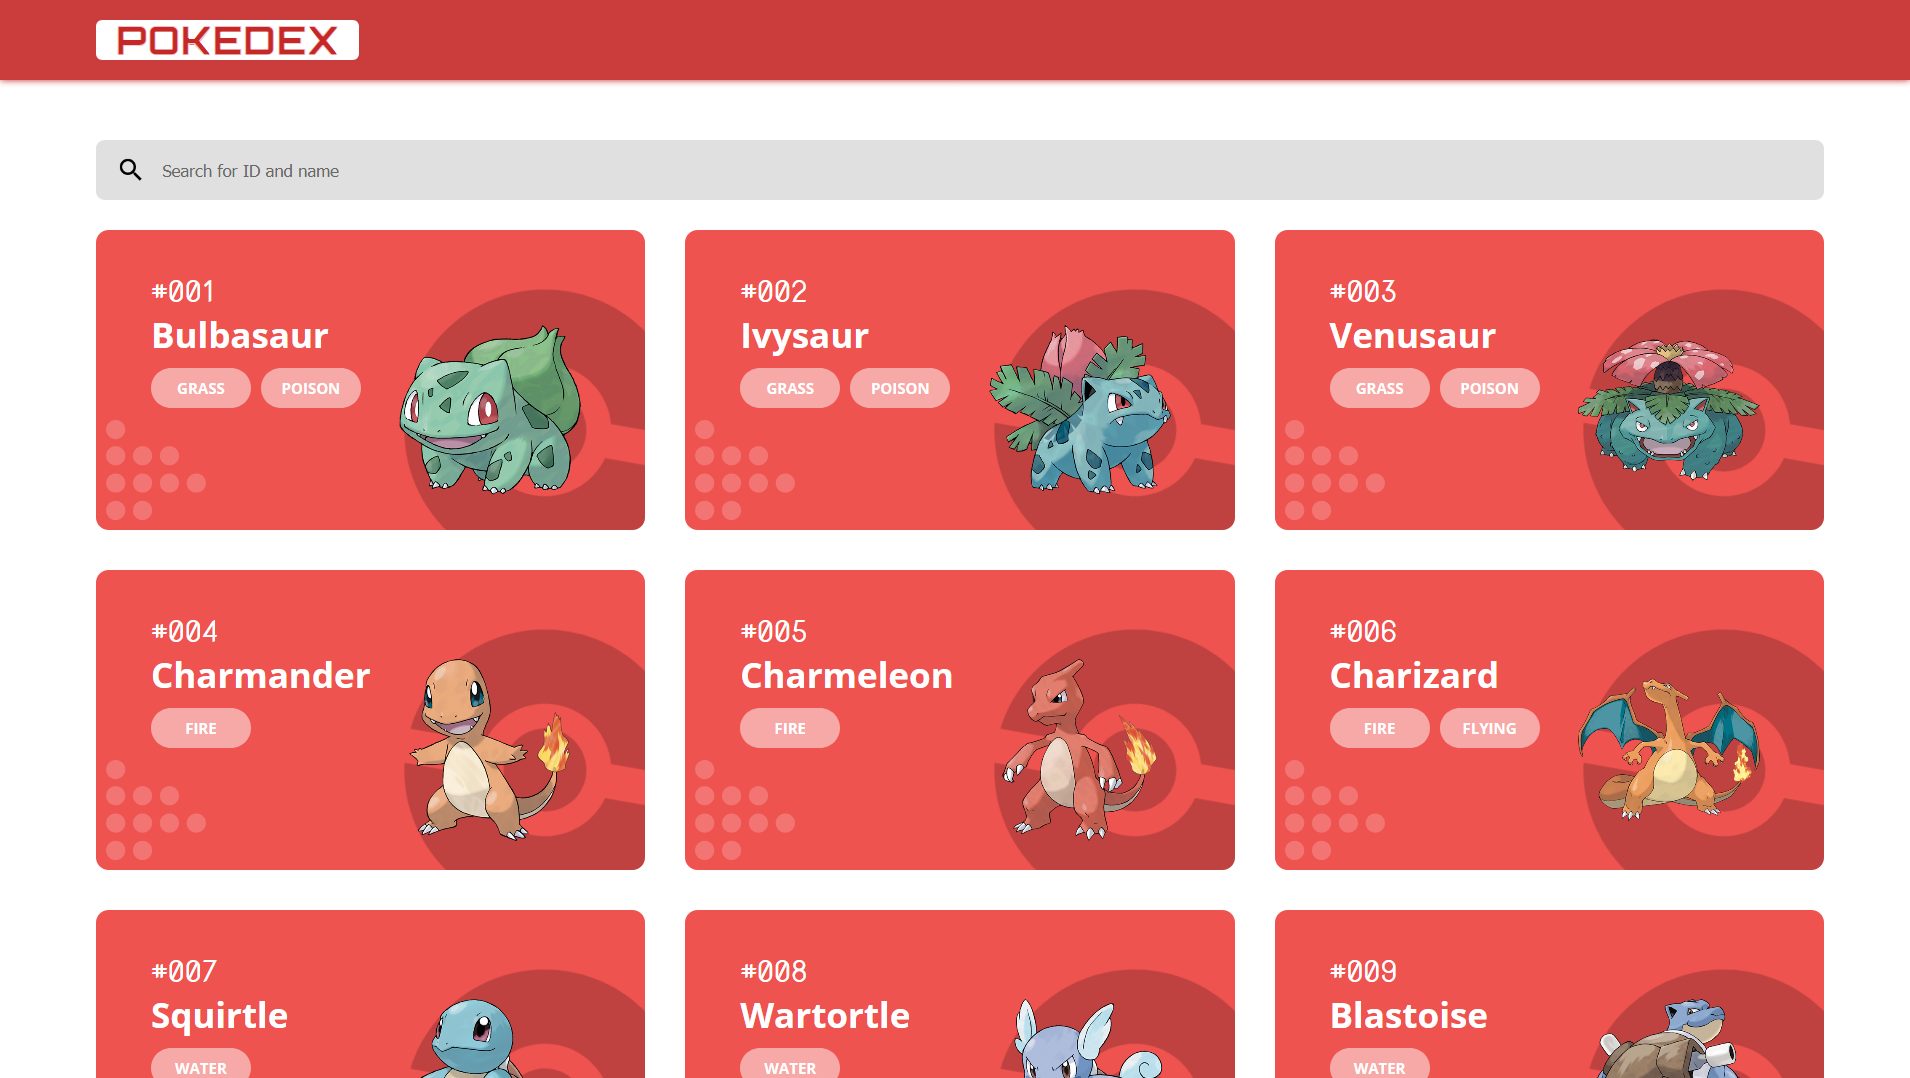 POKEDEX
Search for ID and name
#001
Bulbasaur
GRASS POISON
#002
Ivysaur
GRASS POISON
#003
Venusaur
GRASS POISON
#004
Charmander
FIRE
#005
Charmeleon
FIRE
#006
Charizard
FIRE FLYING
#007
Squirtle
WATER
#008
Wartortle
WATER
#009
Blastoise
WATER